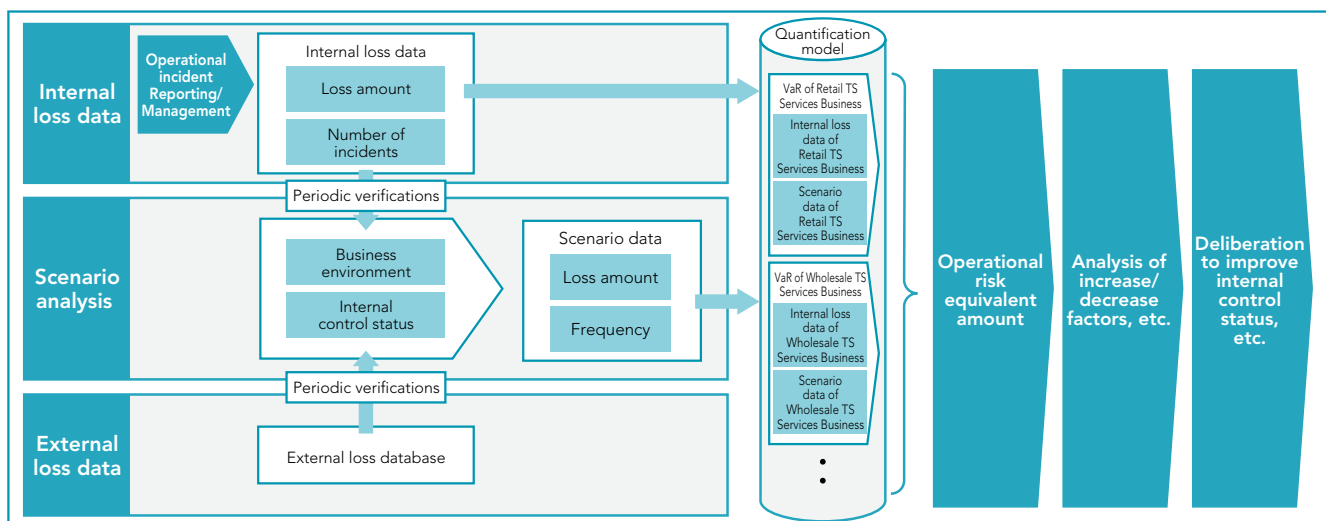 Internal
loss data
Operational
incident
Reporting/
Management
Internal loss data
Loss amount
Number of
incidents
Periodic verifications
Scenario
analysis
Business
environment
Internal
control status
Scenario data
Loss amount
Frequency
Periodic verifications
External
loss data
External loss database
Quantification
model
VaR of Retail TS
Services Business
Internal loss
data of
Retail TS
Services Business
Scenario
data of
Retail TS
Services Business
VaR of Wholesale TS
Services Business
Internal loss
data of
Wholesale TS
Services Business
Scenario
data of
Wholesale TS
Services Business
Operational
risk
equivalent
amount
Analysis of
increase/
decrease
factors, etc.
Deliberation
to improve
internal
control
status,
etc.